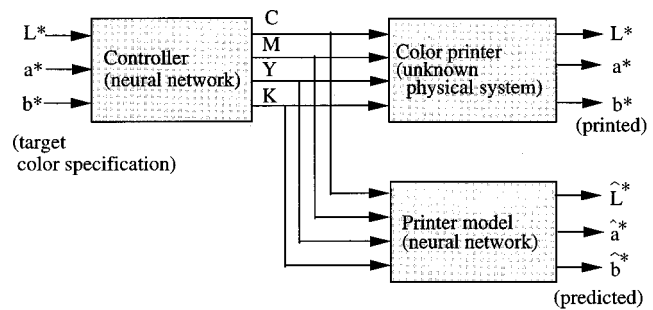 L*
a*
b*
(target
color specification)
Controller
(neural network)
C
M
Y
K
Color printer
(unknown
physical system)
L*
a*
b*
(printed)
Printer model
(neural network)
L̂*
â*
b̂*
(predicted)